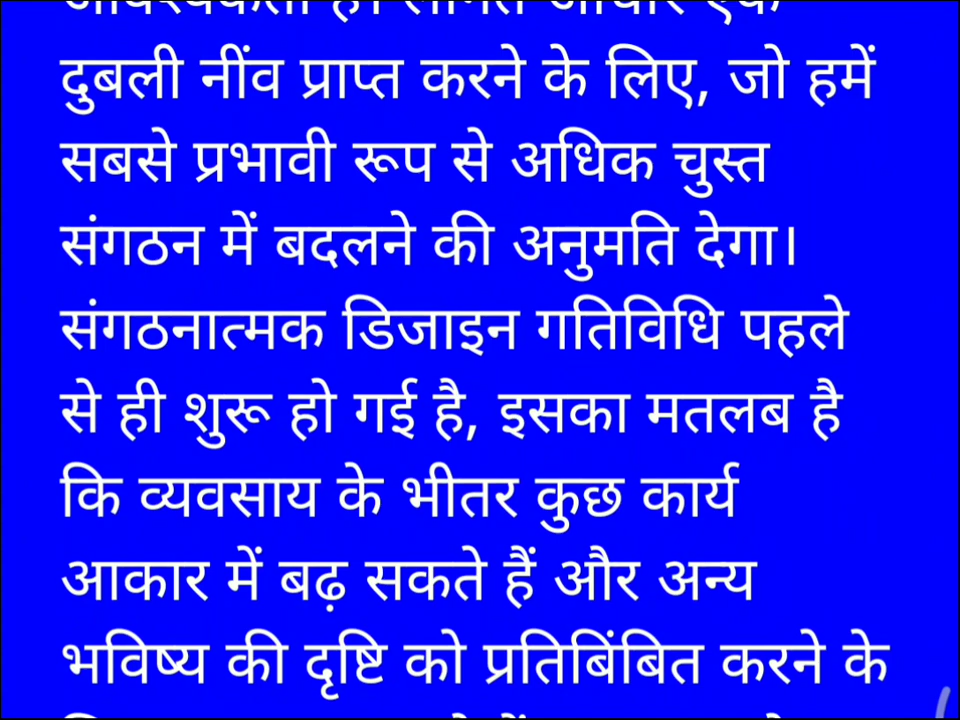 दुबली नींव प्राप्त करने के लिए, जो हमें
सबसे प्रभावी रूप से अधिक चुस्त
संगठन में बदलने की अनुमति देगा।
संगठनात्मक डिजाइन गतिविधि पहले
से ही शुरू हो गई है, इसका मतलब है
कि व्यवसाय के भीतर कुछ कार्य
आकार में बढ़ सकते हैं और अन्य
भविष्य की दृष्टि को प्रतिबिंबित करने के